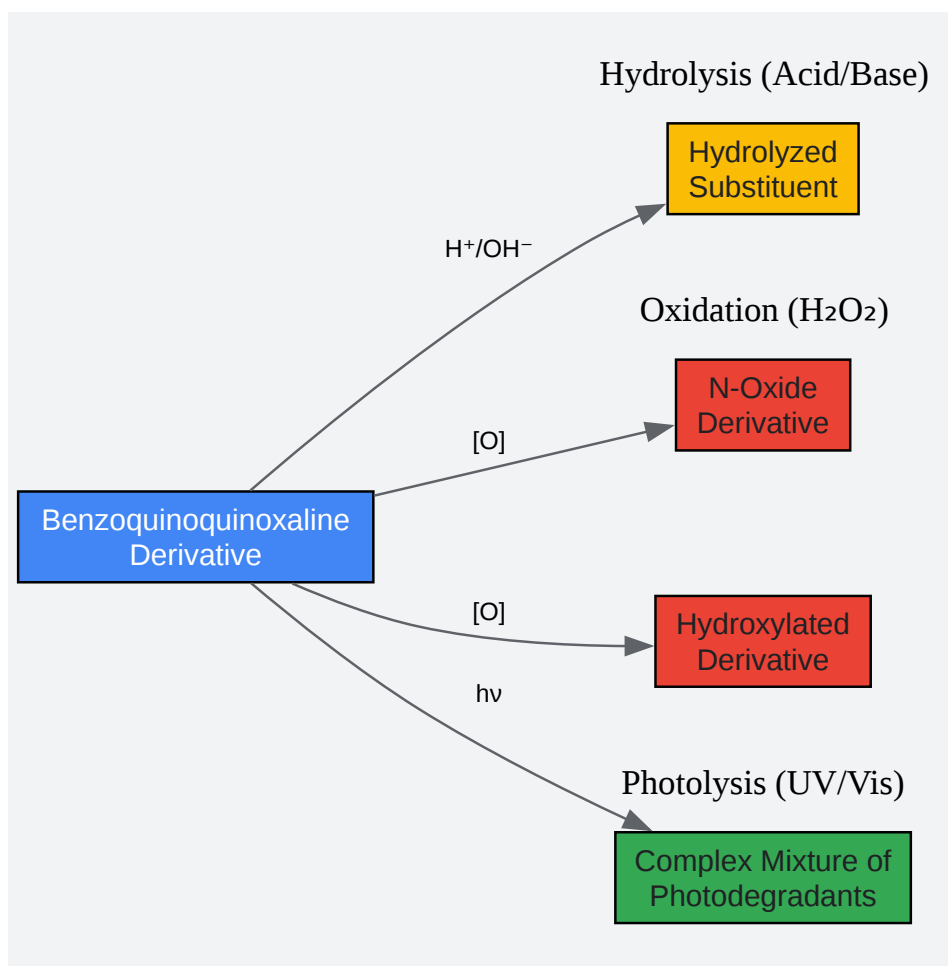 Hydrolysis (Acid/Base)
Hydrolyzed
Substituent
H⁺/OH⁻
Oxidation (H₂O₂)
N-Oxide
Derivative
[O]
Benzoquinoquinoxaline
Derivative
[O]
Hydroxylated
Derivative
hν
Photolysis (UV/Vis)
Complex Mixture of
Photodegradants